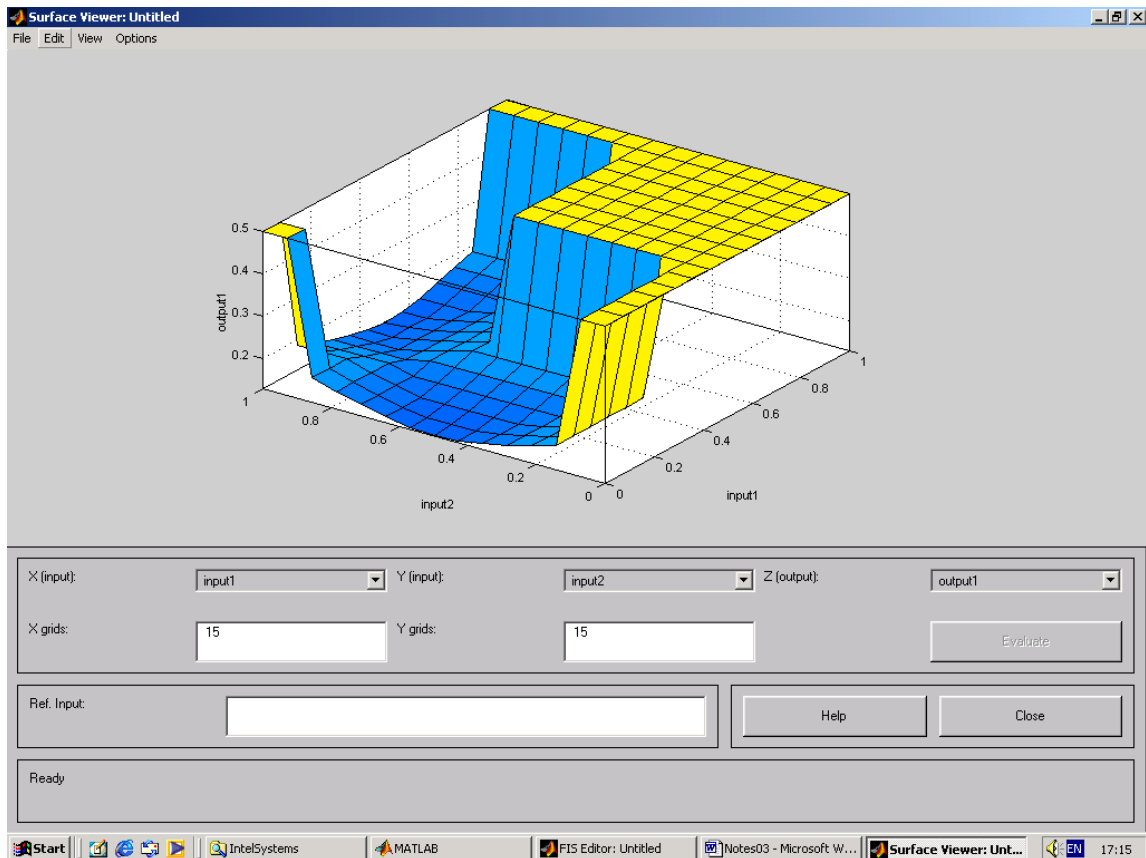 Surface Viewer: Untitled
File Edit View Options
0.5
0.4
0.3
0.2
output1
1
0.8
0.6
0.4
0.2
0
input2
0
0.2
0.4
0.6
0.8
1
input1
X (input): input1 Y (input): input2 Z (output): output1
X grids: 15 Y grids: 15 Evaluate
Ref. Input: Help Close
Ready
Start IntelSystems MATLAB FIS Editor: Untitled Notes03 - Microsoft W... Surface Viewer: Unt... EN 17:15